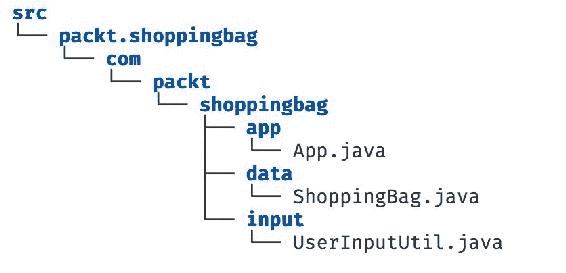 src
packt.shoppingbag
com
packt
shoppingbag
app
App.java
data
ShoppingBag.java
input
UserInputUtil.java